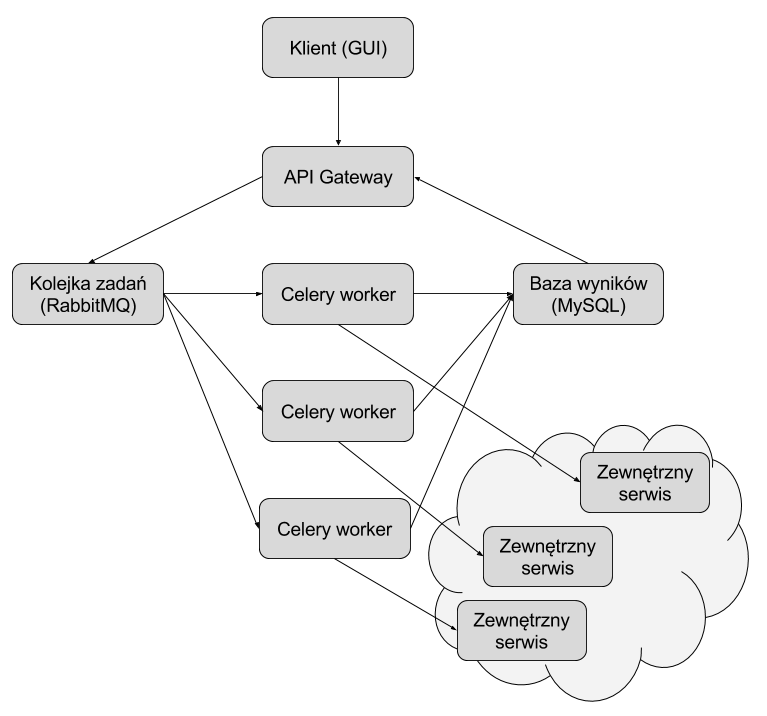 Klient (GUI)
API Gateway
Kolejka zadań
(RabbitMQ)
Celery worker
Baza wyników
(MySQL)
Celery worker
Zewnętrzny
serwis
Celery worker
Zewnętrzny
serwis
Zewnętrzny
serwis